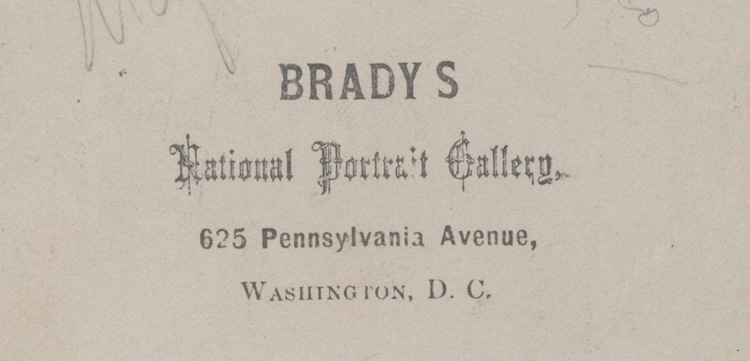 BRADY'S
National Portrait Gallery,
625 Pennsylvania Avenue,
WASHINGTON, D. C.